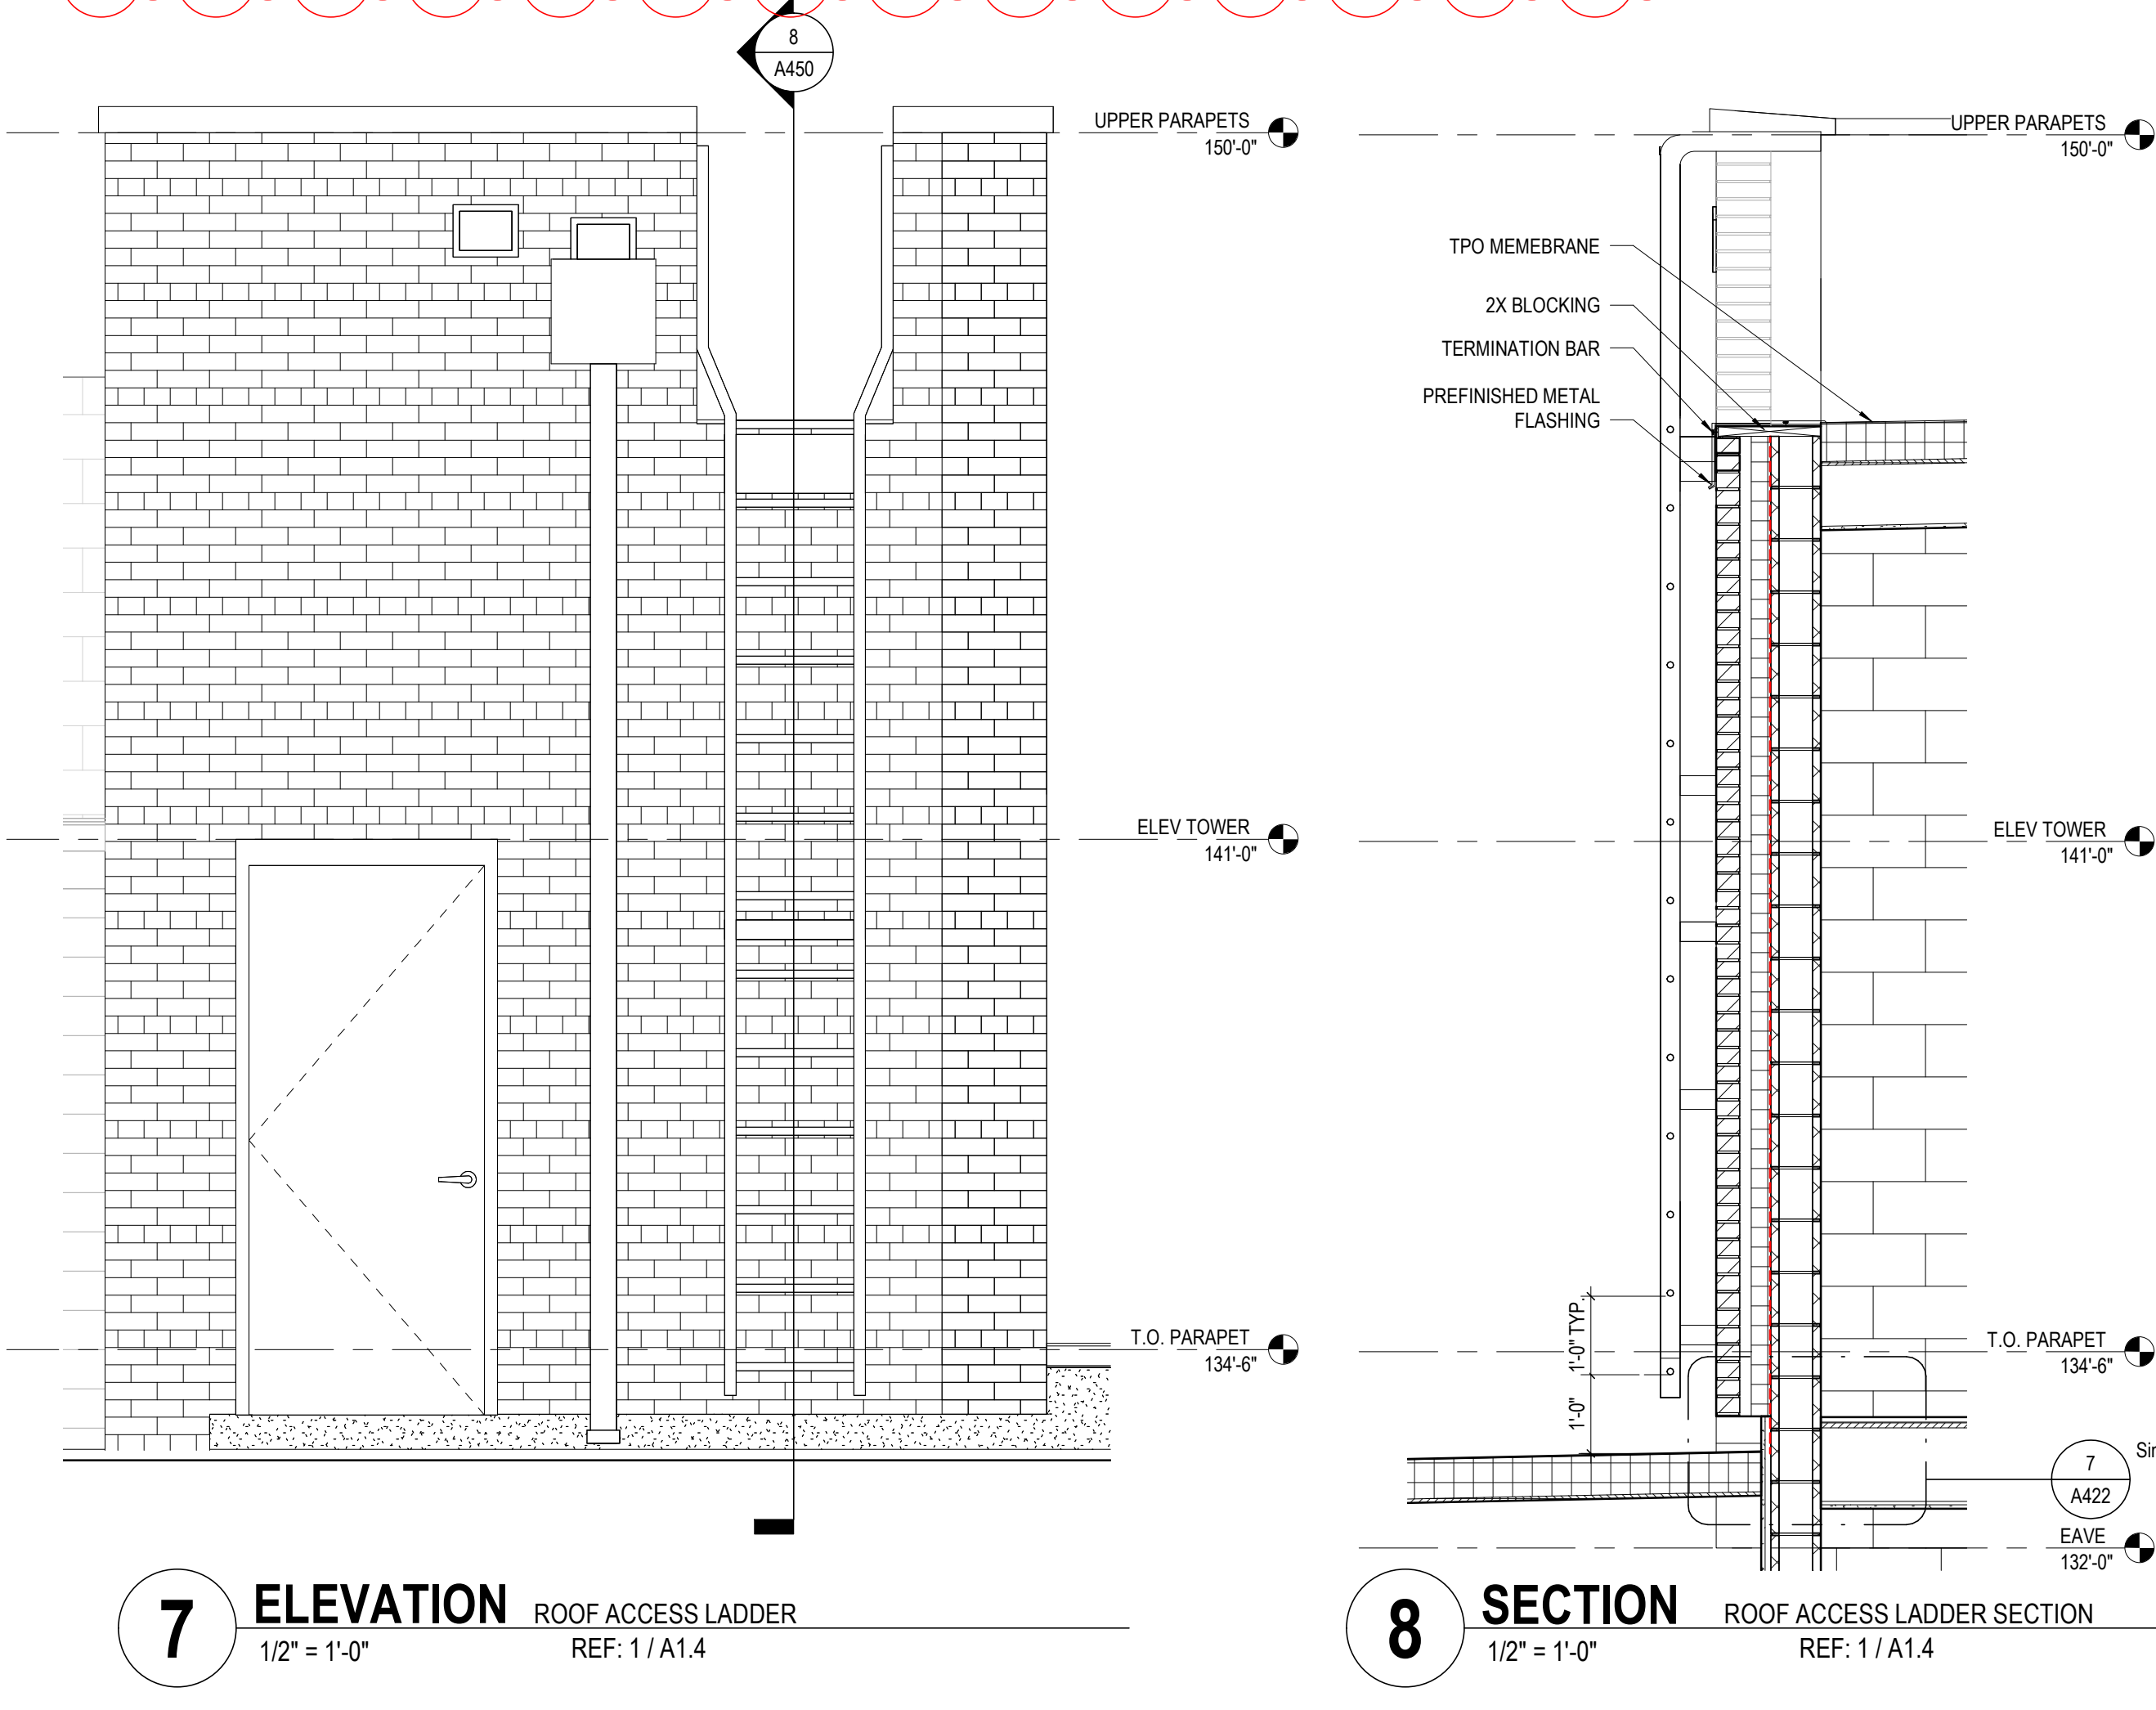 8
A450
UPPER PARAPETS
150'-0"
ELEV TOWER
141'-0"
T.O. PARAPET
134'-6"
7
ELEVATION
ROOF ACCESS LADDER
1/2" = 1'-0"
REF: 1 / A1.4
UPPER PARAPETS
150'-0"
TPO MEMEBRANE
2X BLOCKING
TERMINATION BAR
PREFINISHED METAL
FLASHING
ELEV TOWER
141'-0"
1'-0" TYP.
1'-0"
T.O. PARAPET
134'-6"
7
A422
EAVE
132'-0"
8
SECTION
ROOF ACCESS LADDER SECTION
1/2" = 1'-0"
REF: 1 / A1.4